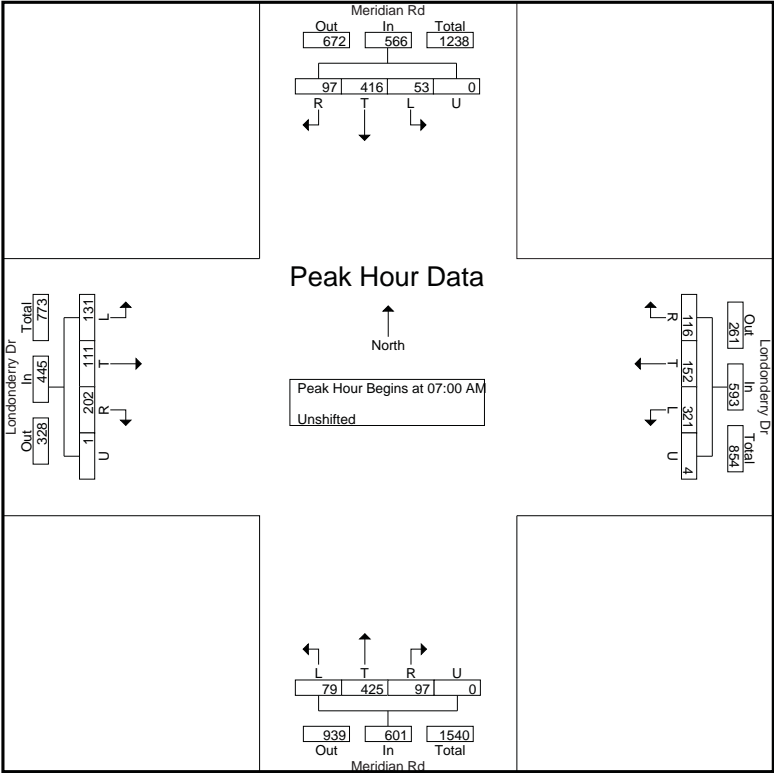 Meridian Rd
Out In Total
672 566 1238
97 416 53 0
R T L U
Peak Hour Data
North
Peak Hour Begins at 07:00 AM
Unshifted
Londonderry Dr
Total In Out
773 445 328
131 111 202 1
L T R U
Londonderry Dr
Out In Total
261 593 854
116 152 321 4
R T L U
L T R U
79 425 97 0
939 601 1540
Out In Total
Meridian Rd